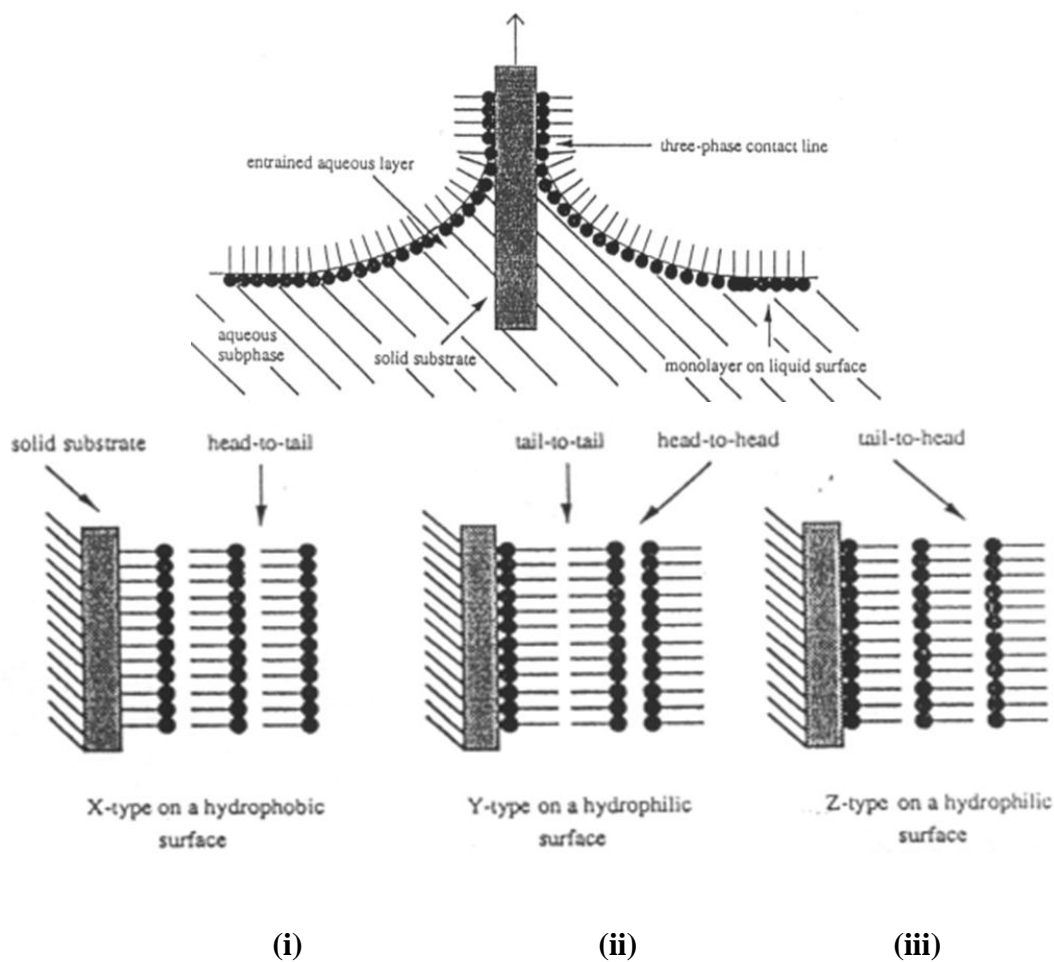 entrained aqueous layer
three-phase contact line
aqueous
subphase
solid substrate
monolayer on liquid surface
solid substrate
head-to-tail
tail-to-tail
head-to-head
tail-to-head
X-type on a hydrophobic
surface
Y-type on a hydrophilic
surface
Z-type on a hydrophilic
surface
(i)
(ii)
(iii)